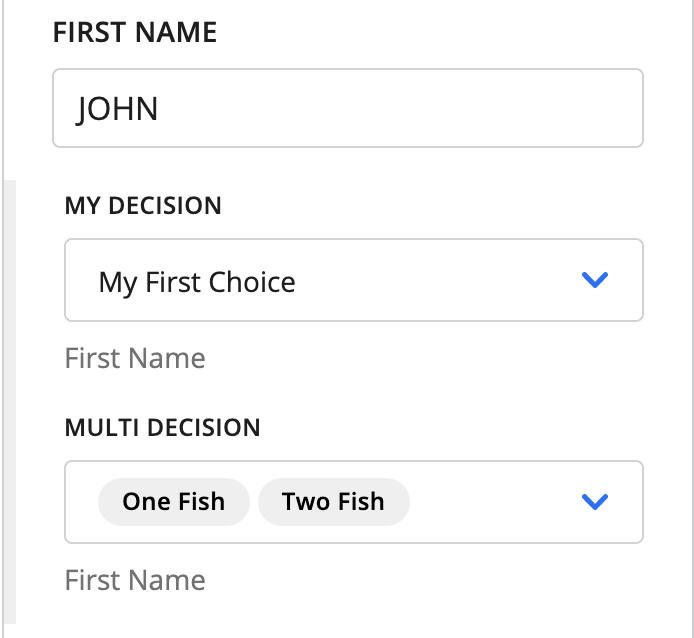 FIRST NAME
JOHN
MY DECISION
My First Choice
First Name
MULTI DECISION
One Fish Two Fish
First Name